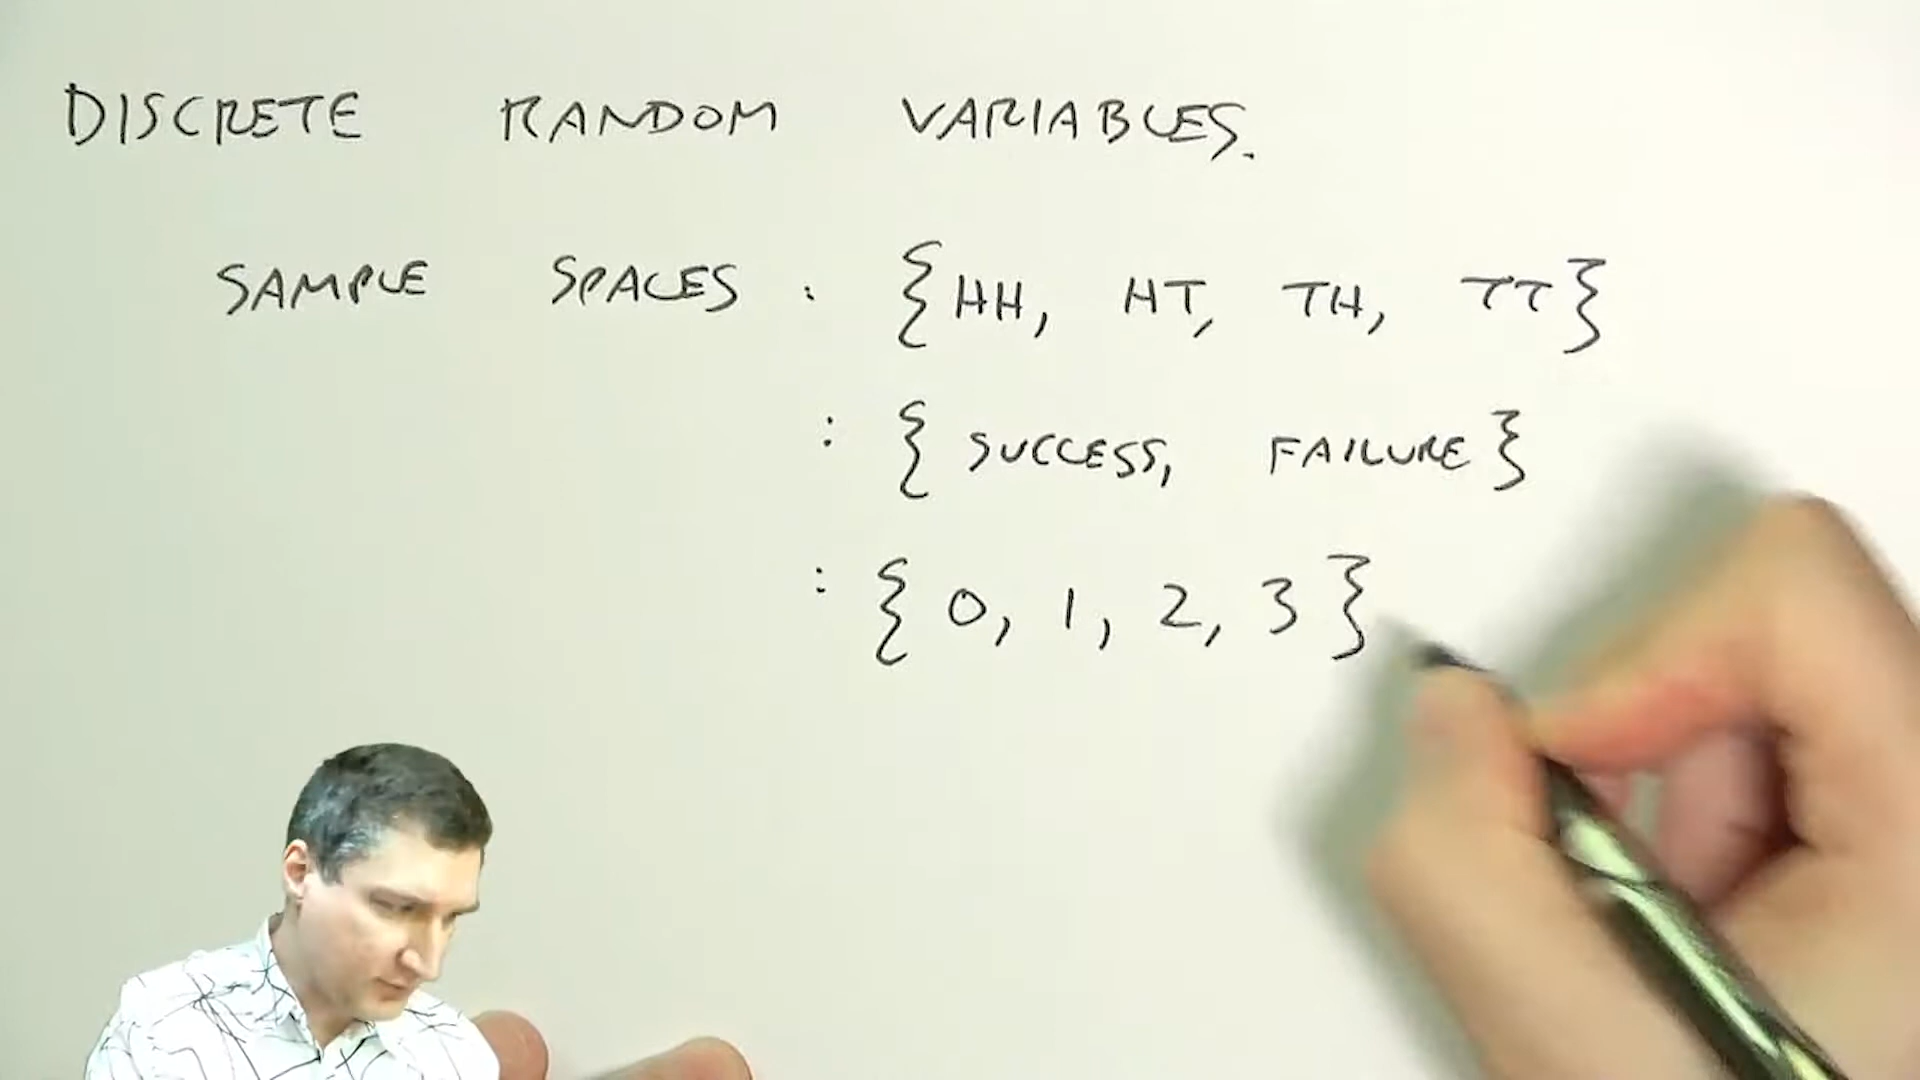 DISCRETE RANDOM VARIABLES.
SAMPLE SPACES : {HH, HT, TH, TT}
: { SUCCESS, FAILURE }
: { 0, 1, 2, 3 }